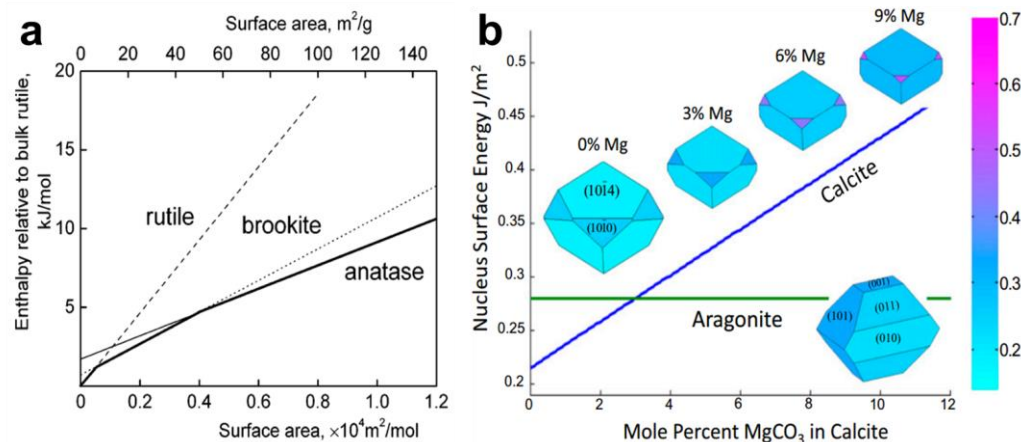 a
Surface area, m²/g
0 20 40 60 80 100 120 140
Enthalpy relative to bulk rutile,
kJ/mol
20
15
10
5
rutile
brookite
anatase
0 0.2 0.4 0.6 0.8 1.0 1.2
Surface area, ×10⁴m²/mol
b
Nucleus Surface Energy J/m²
0.5
0.45
0.4
0.35
0.3
0.25
0.2
0% Mg
3% Mg
6% Mg
9% Mg
(101̄4)
(101̄0)
Calcite
Aragonite
(001)
(101)
(011)
(010)
0 2 4 6 8 10 12
Mole Percent MgCO₃ in Calcite
0.7
0.6
0.5
0.4
0.3
0.2